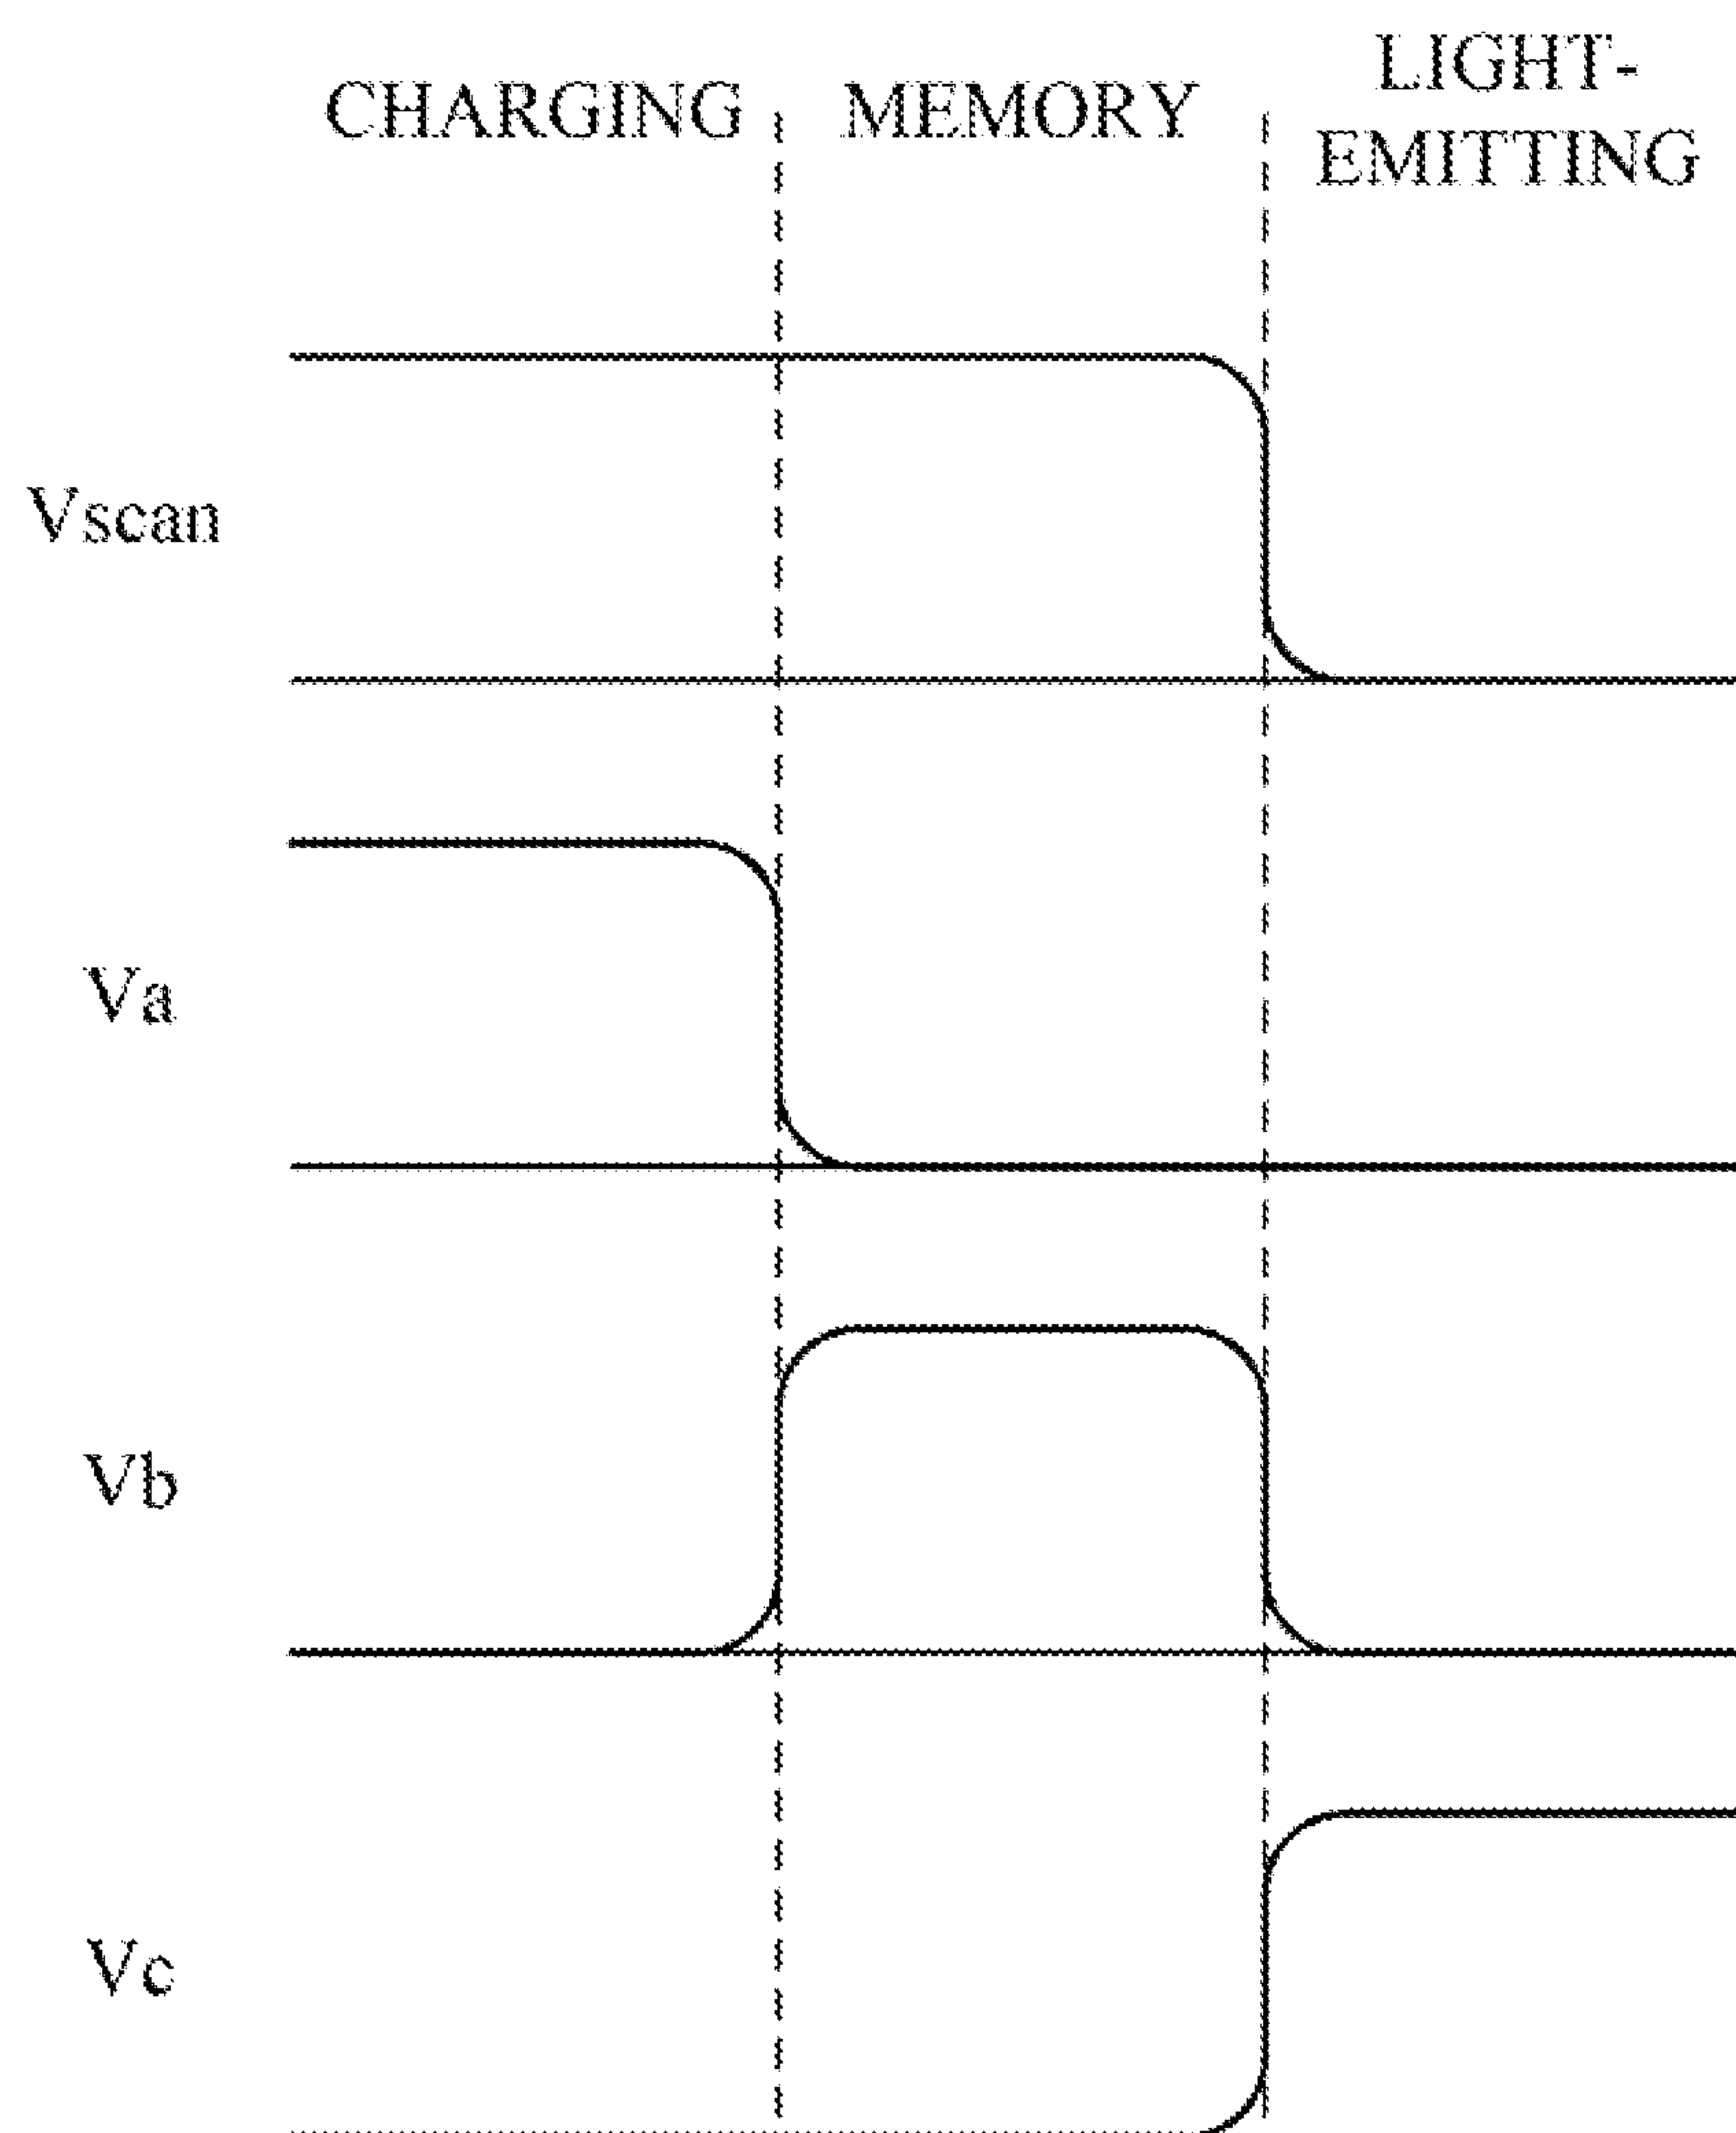 CHARGING
MEMORY
LIGHT-
EMITTING
Vscan
Va
Vb
Vc